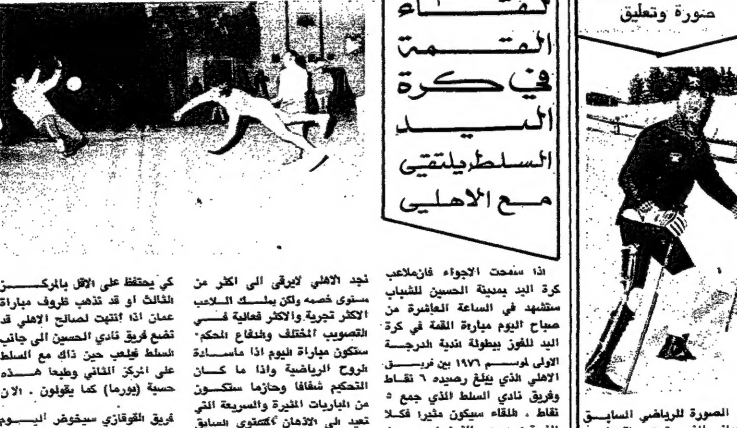 لقاء
القمة
في كرة
اليد
السلط يلتقي
مع الاهلي
اذا سمحت الاجواء فان ملاعب
كرة اليد بمدينة الحسين للشباب
ستشهد في الساعة العاشرة من
صباح اليوم مباراة القمة في كرة
اليد للفوز ببطولة اندية الدرجة
الاولى لموسم ١٩٧٦ بين فريق
الاهلي الذي يبلغ رصيده ٦ نقاط
وفريق نادي السلط الذي جمع ٥
نقاط ، فاللقاء سيكون مثيرا فكلا
نجد الاهلي لايرقى الى اكثر من
مستوى خصمه ولكن يملك اللاعب
الاكثر تجربة والاكثر فعالية في
التصويب المختلف والدفاع المحكم
ستكون مباراة اليوم اذا ماسادة
الروح الرياضية واذا ما كان
التحكيم شفافا وحازما ستكون
من المباريات المثيرة والسريعة التي
تعيد الى الاذهان المستوى السابق
كي يحتفظ على الاقل بالمركز
الثالث او قد تذهب ظروف مباراة
عمان اذا انتهت لصالح الاهلي قد
تضع فريق نادي الحسين الى جانب
السلط فيلعب حين ذاك مع السلط
على المركز الثاني وطبعا هذه
حسبة (بورما) كما يقولون . الان
فريق القوقازي سيخوض اليوم
صورة وتعليق
الصورة للرياضي السابق